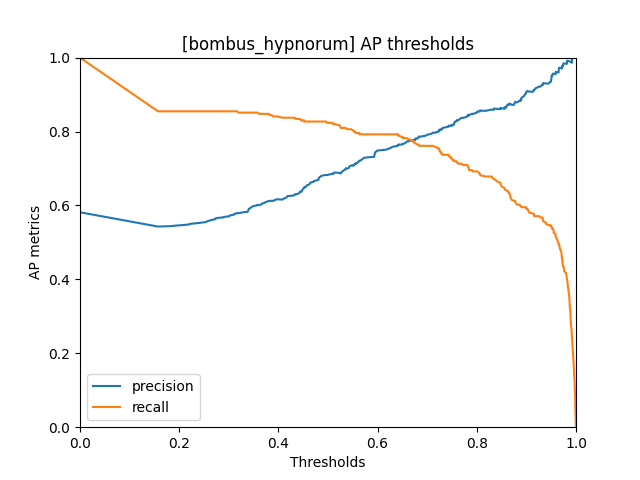 [bombus_hypnorum] AP thresholds
1.0
0.8
0.6
0.4
0.2
0.0
AP metrics
precision
recall
0.0 0.2 0.4 0.6 0.8 1.0
Thresholds